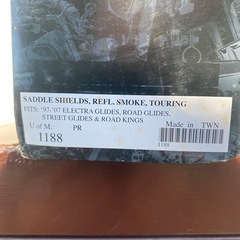 SADDLE SHIELDS, REFL. SMOKE, TOURING
FITS: '97-'07 ELECTRA GLIDES, ROAD GLIDES,
STREET GLIDES & ROAD KINGS
U of M: PR Made in TWN
1188
1188